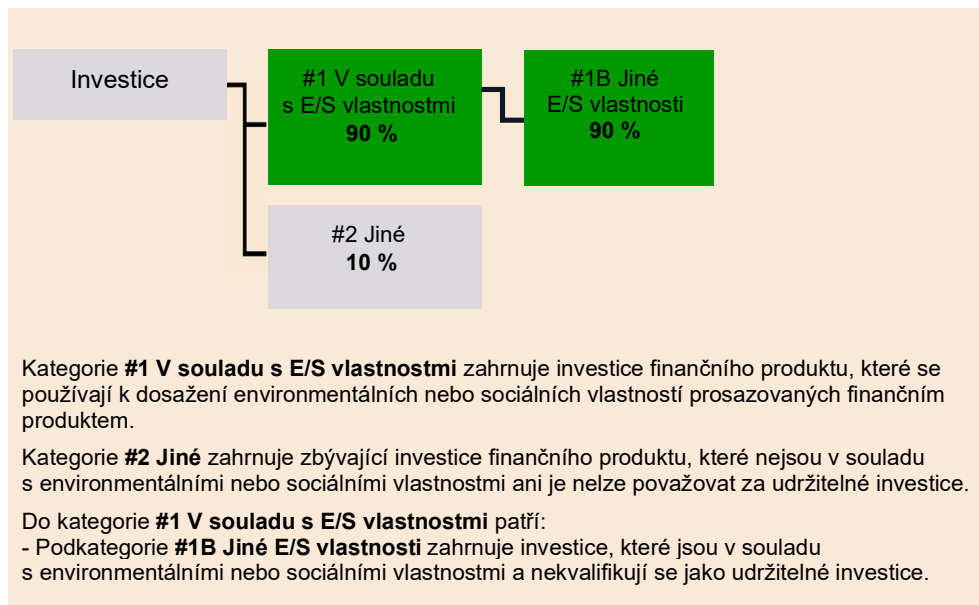 Investice
#1 V souladu
s E/S vlastnostmi
90 %
#1B Jiné
E/S vlastnosti
90 %
#2 Jiné
10 %
Kategorie #1 V souladu s E/S vlastnostmi zahrnuje investice finančního produktu, které se
používají k dosažení environmentálních nebo sociálních vlastností prosazovaných finančním
produktem.
Kategorie #2 Jiné zahrnuje zbývající investice finančního produktu, které nejsou v souladu
s environmentálními nebo sociálními vlastnostmi ani je nelze považovat za udržitelné investice.
Do kategorie #1 V souladu s E/S vlastnostmi patří:
- Podkategorie #1B Jiné E/S vlastnosti zahrnuje investice, které jsou v souladu
s environmentálními nebo sociálními vlastnostmi a nekvalifikují se jako udržitelné investice.